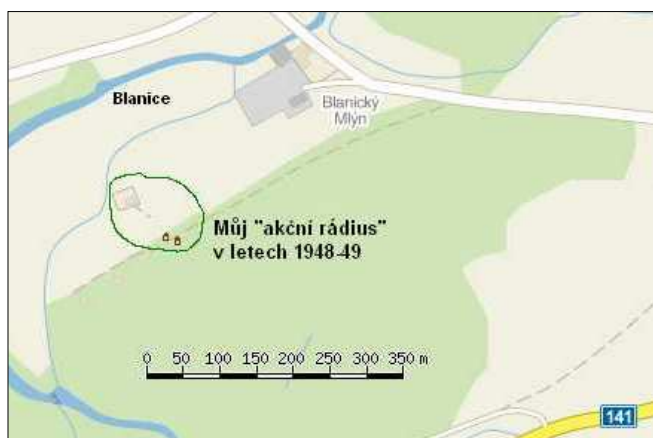 Blanice
Blanický
Mlýn
Můj "akční rádius"
v letech 1948-49
0 50 100 150 200 250 300 350 m
141